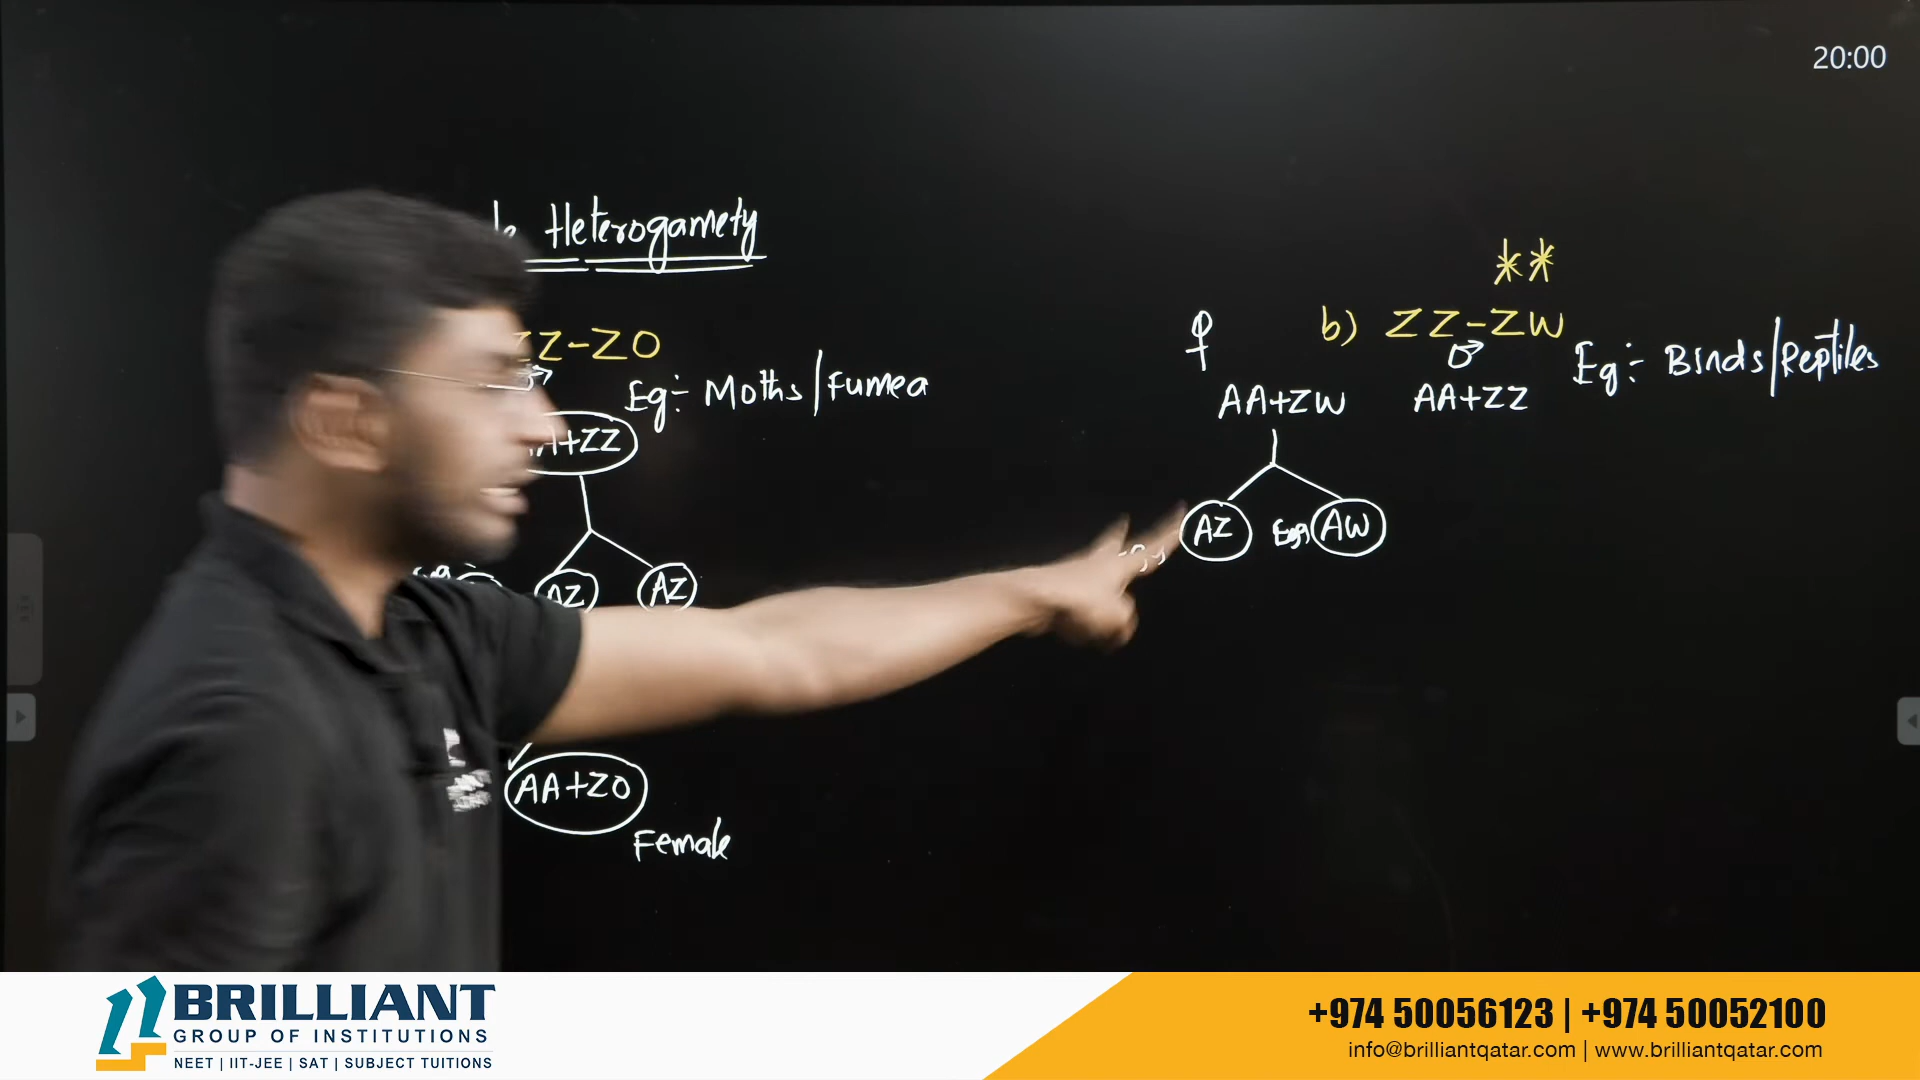 20:00
Heterogamety
ZZ-ZO
Eg:- Moths/Fumea
+ZZ
AZ
AZ
AA+ZO
Female
**
♀
b) ZZ-ZW
Eg:- Birds/Reptiles
AA+ZW
AA+ZZ
AZ
Egg
AW
BRILLIANT
GROUP OF INSTITUTIONS
NEET | IIT-JEE | SAT | SUBJECT TUITIONS
+974 50056123 | +974 50052100
info@brilliantqatar.com | www.brilliantqatar.com